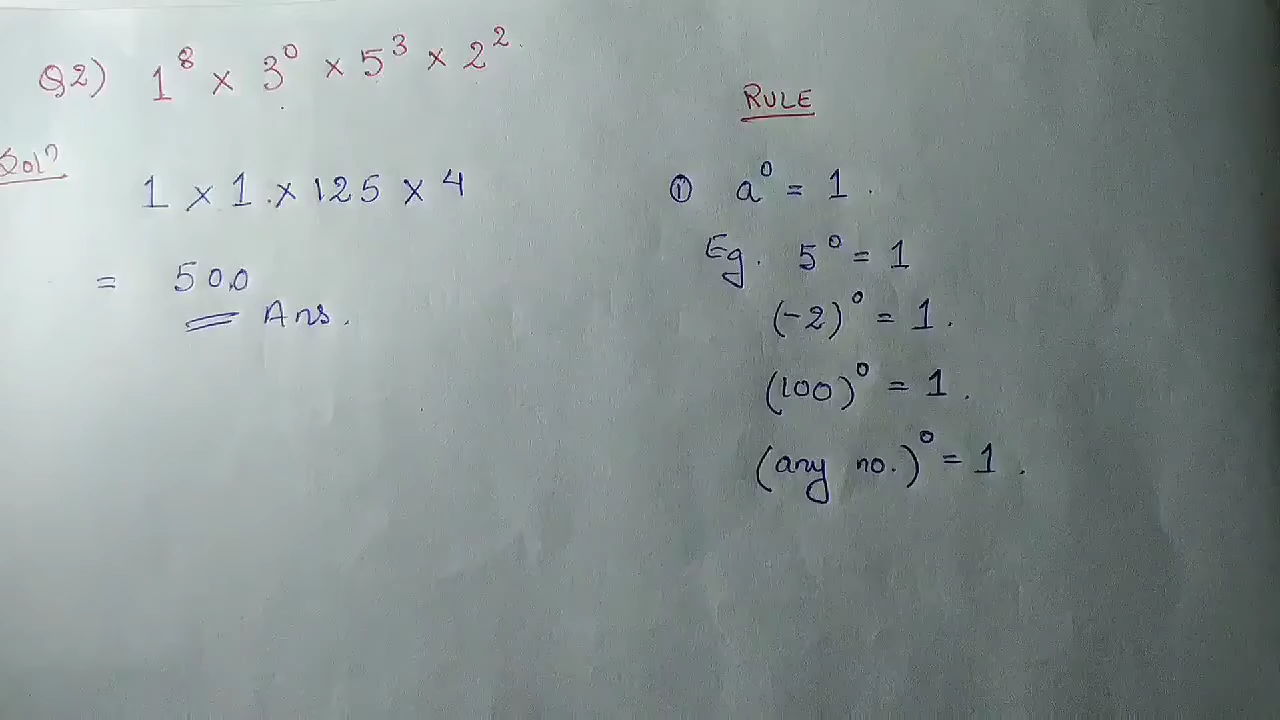 Q2) 1⁸ × 3⁰ × 5³ × 2².
Solⁿ
1 × 1 × 125 × 4
= 500
Ans.
RULE
① a⁰ = 1.
Eg. 5⁰ = 1
(-2)⁰ = 1.
(100)⁰ = 1.
(any no.)⁰ = 1.